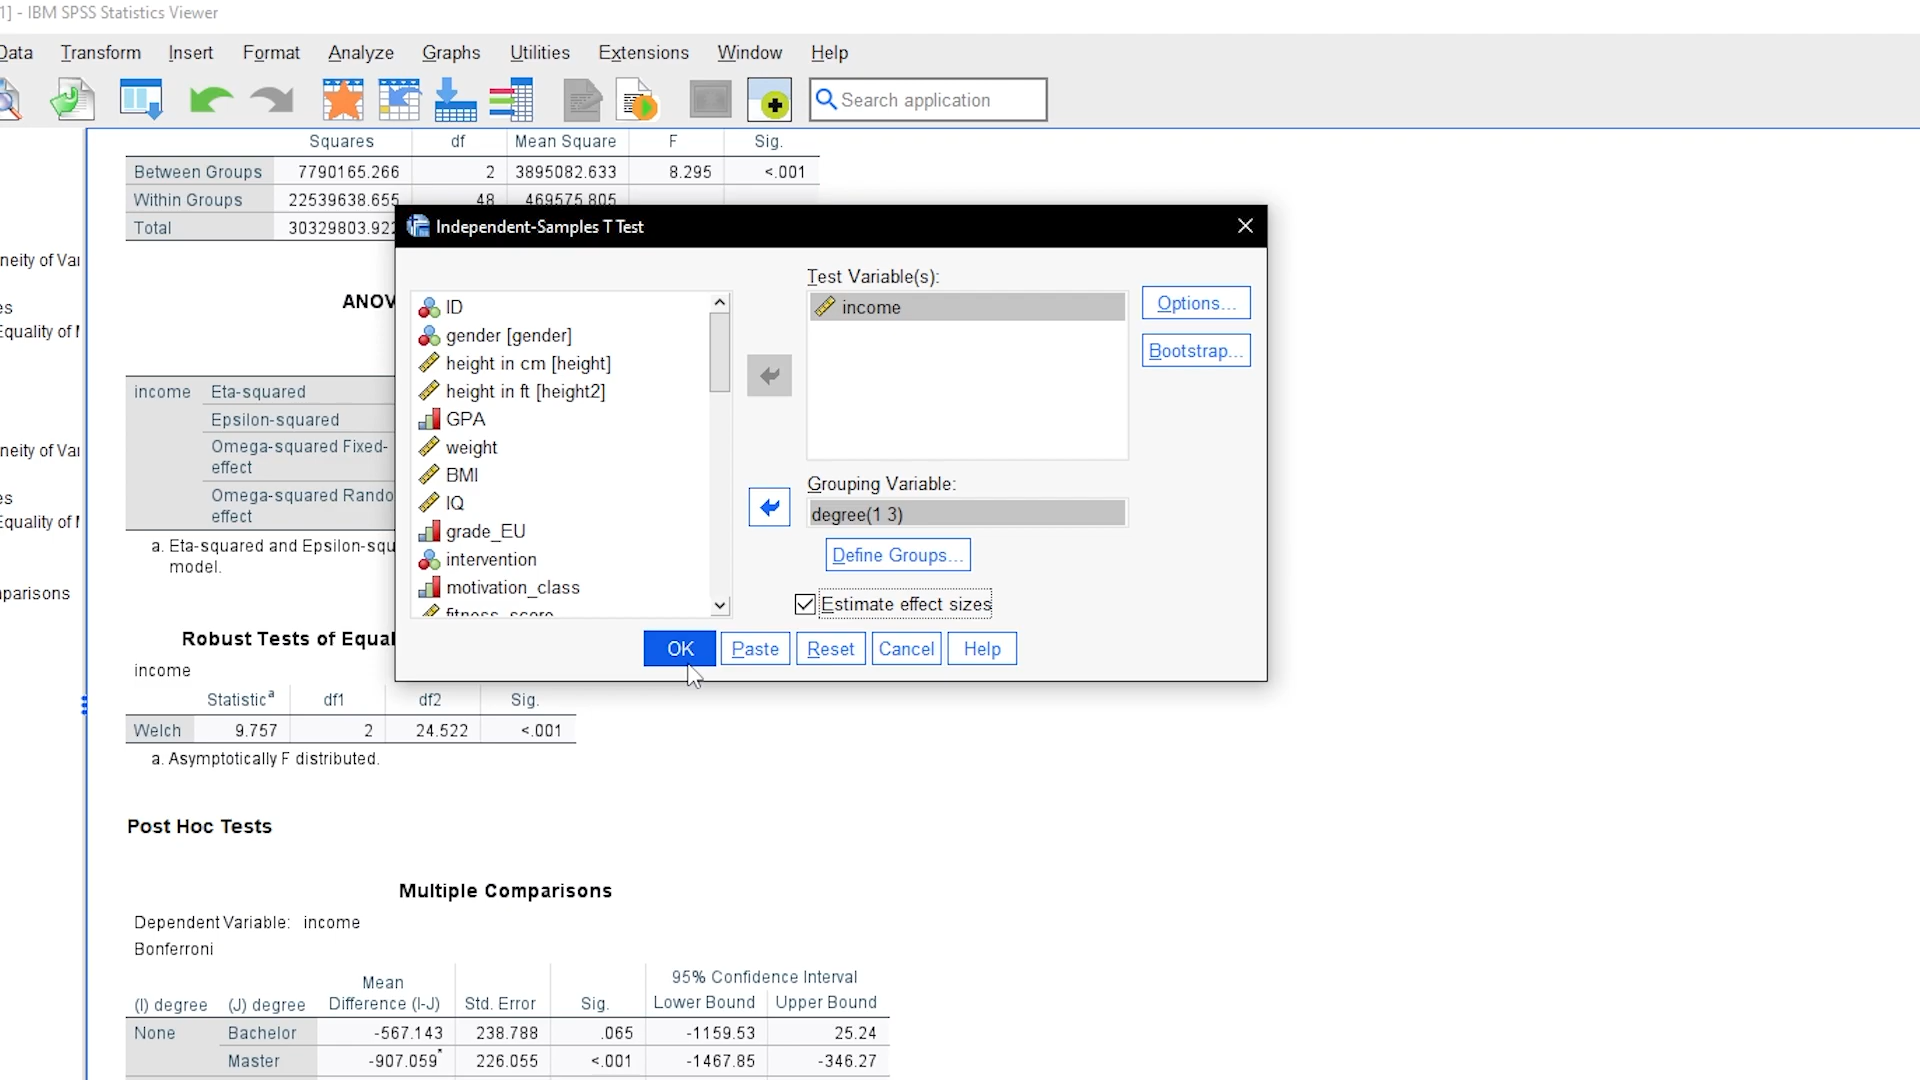 1] - IBM SPSS Statistics Viewer
Data Transform Insert Format Analyze Graphs Utilities Extensions Window Help
Search application
Squares df Mean Square F Sig.
Between Groups 7790165.266 2 3895082.633 8.295 <.001
Within Groups 22539638.655 48 469575.805
Total 30329803.922
ANOV
income Eta-squared
Epsilon-squared
Omega-squared Fixed-
effect
Omega-squared Rando
effect
a. Eta-squared and Epsilon-squ
model.
Robust Tests of Equal
income
Statistic a df1 df2 Sig.
Welch 9.757 2 24.522 <.001
a. Asymptotically F distributed.
Post Hoc Tests
Multiple Comparisons
Dependent Variable: income
Bonferroni
(I) degree (J) degree Mean
Difference (I-J) Std. Error Sig. 95% Confidence Interval
Lower Bound Upper Bound
None Bachelor -567.143 238.788 .065 -1159.53 25.24
Master -907.059* 226.055 <.001 -1467.85 -346.27
neity of Vai
es
Equality of M
neity of Vai
es
Equality of M
parisons
Independent-Samples T Test
ID
gender [gender]
height in cm [height]
height in ft [height2]
GPA
weight
BMI
IQ
grade_EU
intervention
motivation_class
fitness_score
Test Variable(s):
income
Options...
Bootstrap...
Grouping Variable:
degree(1 3)
Define Groups...
Estimate effect sizes
OK Paste Reset Cancel Help